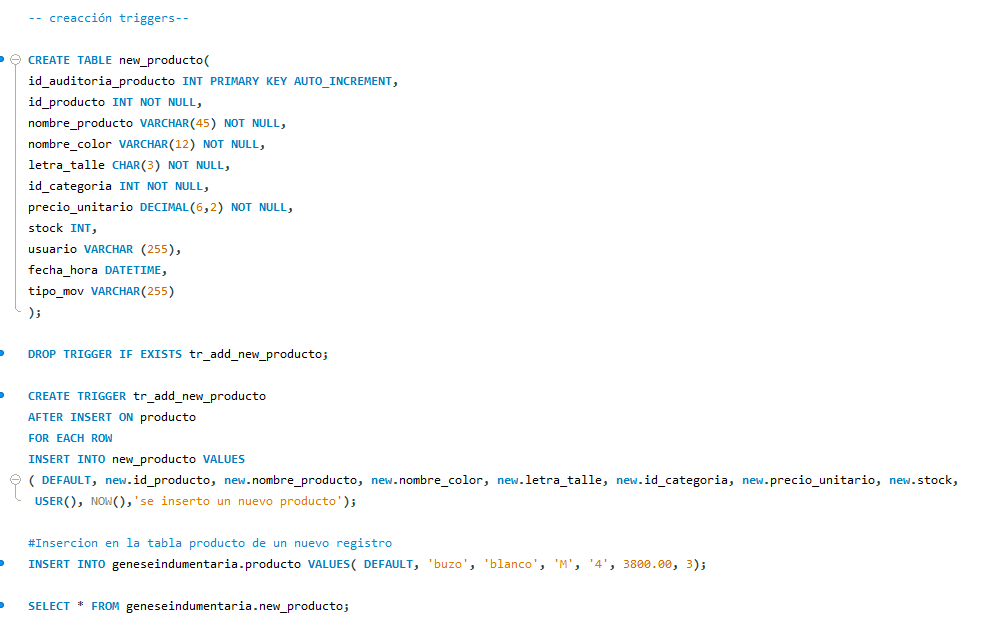 -- creacción triggers--
CREATE TABLE new_producto(
id_auditoria_producto INT PRIMARY KEY AUTO_INCREMENT,
id_producto INT NOT NULL,
nombre_producto VARCHAR(45) NOT NULL,
nombre_color VARCHAR(12) NOT NULL,
letra_talle CHAR(3) NOT NULL,
id_categoria INT NOT NULL,
precio_unitario DECIMAL(6,2) NOT NULL,
stock INT,
usuario VARCHAR (255),
fecha_hora DATETIME,
tipo_mov VARCHAR(255)
);
DROP TRIGGER IF EXISTS tr_add_new_producto;
CREATE TRIGGER tr_add_new_producto
AFTER INSERT ON producto
FOR EACH ROW
INSERT INTO new_producto VALUES
( DEFAULT, new.id_producto, new.nombre_producto, new.nombre_color, new.letra_talle, new.id_categoria, new.precio_unitario, new.stock,
USER(), NOW(),'se inserto un nuevo producto');
#Insercion en la tabla producto de un nuevo registro
INSERT INTO geneseindumentaria.producto VALUES( DEFAULT, 'buzo', 'blanco', 'M', '4', 3800.00, 3);
SELECT * FROM geneseindumentaria.new_producto;